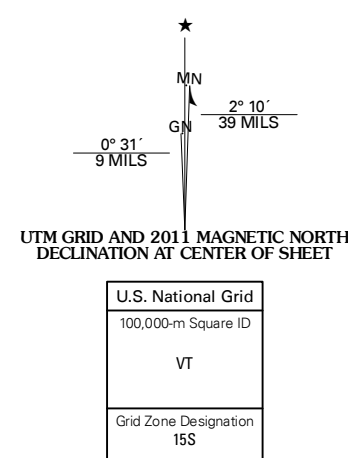 ★
MN
GN
2° 10´
39 MILS
0° 31´
9 MILS
UTM GRID AND 2011 MAGNETIC NORTH
DECLINATION AT CENTER OF SHEET
U.S. National Grid
100,000-m Square ID
VT
Grid Zone Designation
15S